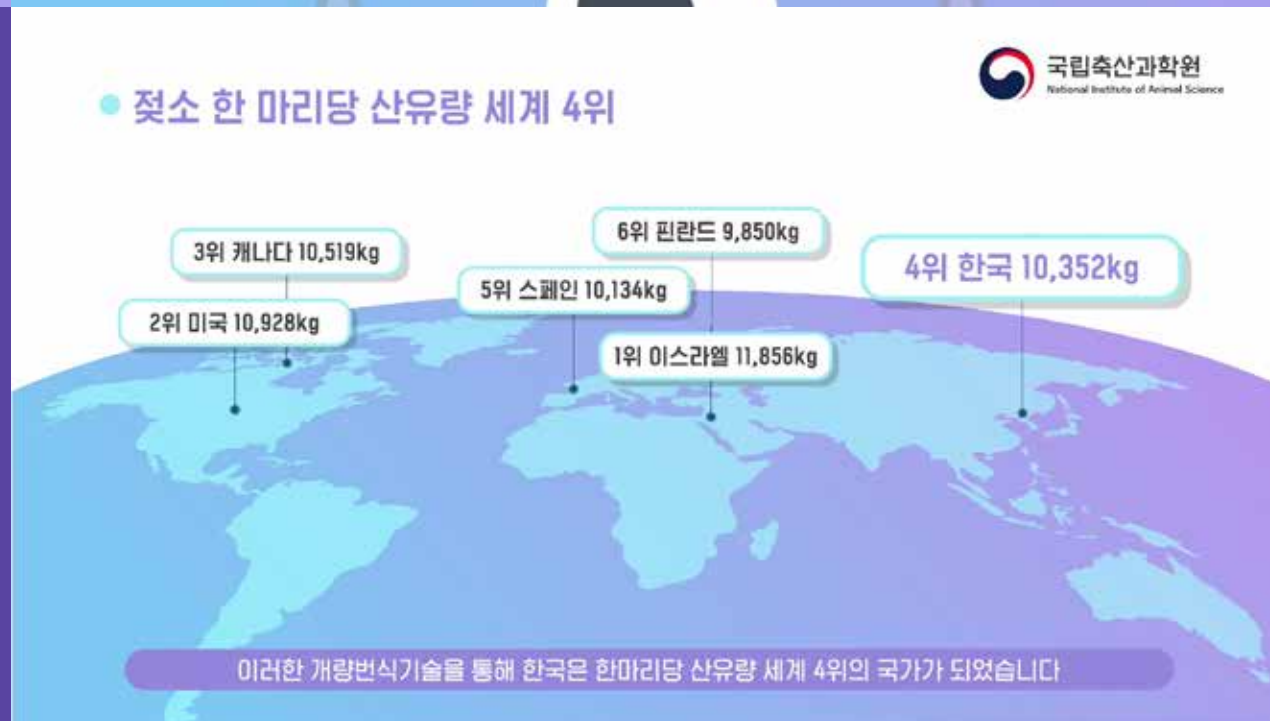 국립축산과학원
National Institute of Animal Science
젖소 한 마리당 산유량 세계 4위
6위 핀란드 9,850kg
3위 캐나다 10,519kg
4위 한국 10,352kg
5위 스페인 10,134kg
2위 미국 10,928kg
1위 이스라엘 11,856kg
이러한 개량번식기술을 통해 한국은 한마리당 산유량 세계 4위의 국가가 되었습니다